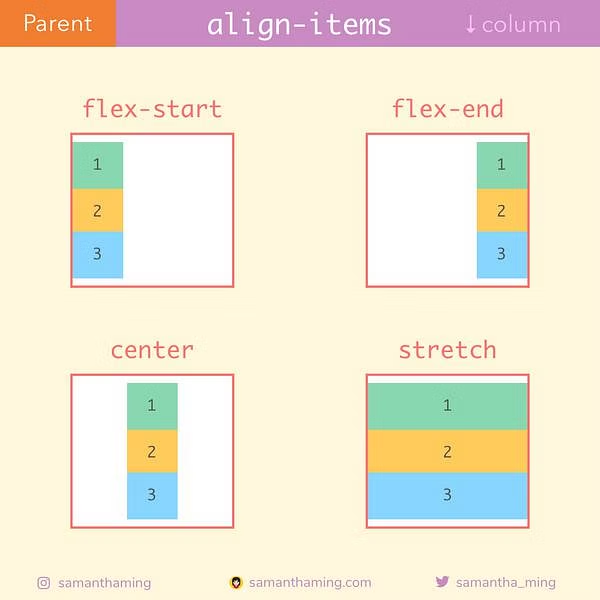 Parent
align-items
↓column
flex-start
flex-end
1
2
3
1
2
3
center
stretch
1
2
3
1
2
3
samanthaming
samanthaming.com
samantha_ming